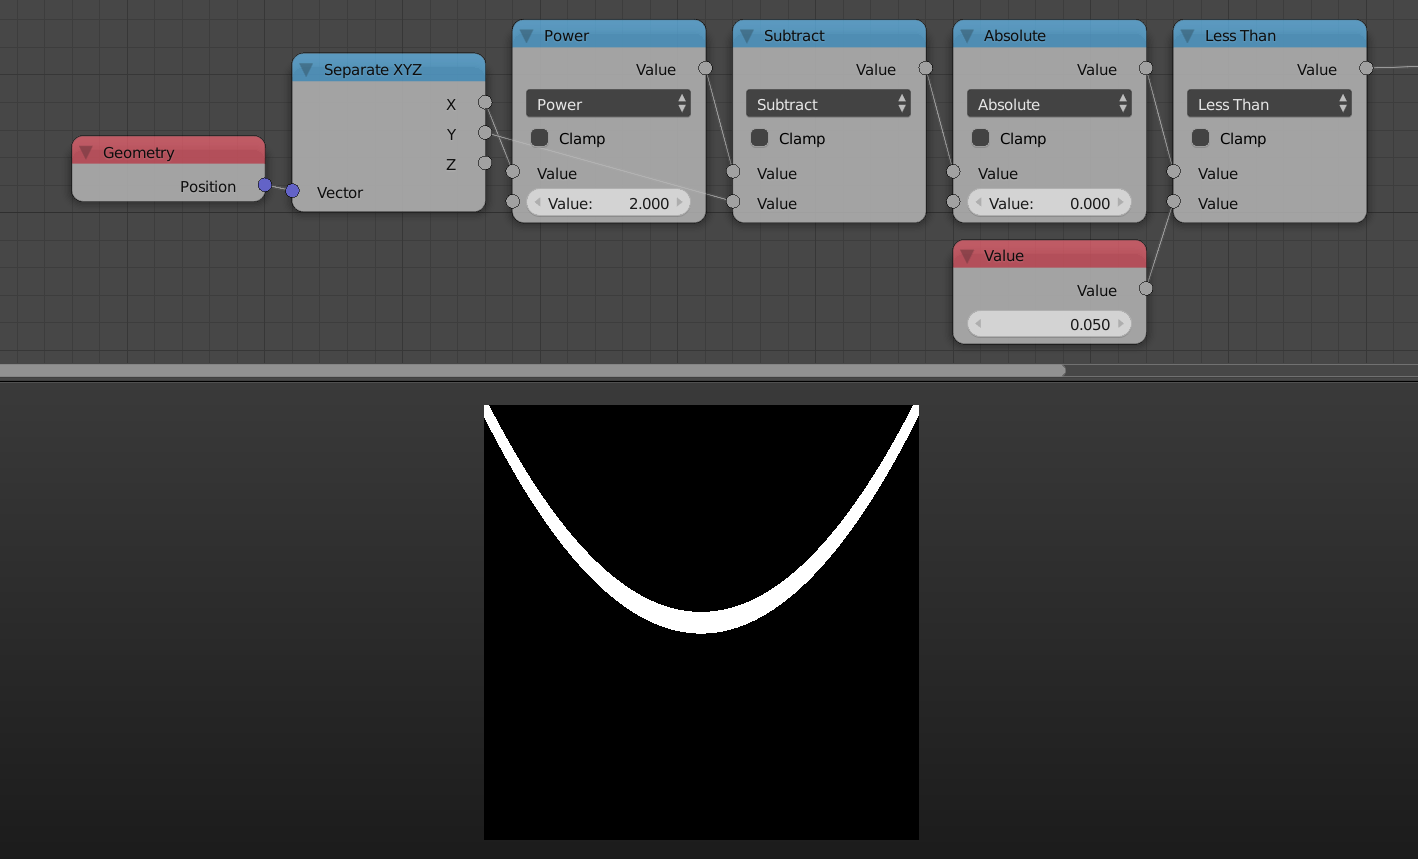 Geometry
Position
Separate XYZ
X
Y
Z
Vector
Power
Value
Power
Clamp
Value
Value: 2.000
Subtract
Value
Subtract
Clamp
Value
Value
Absolute
Value
Absolute
Clamp
Value
Value: 0.000
Value
Value
0.050
Less Than
Value
Less Than
Clamp
Value
Value